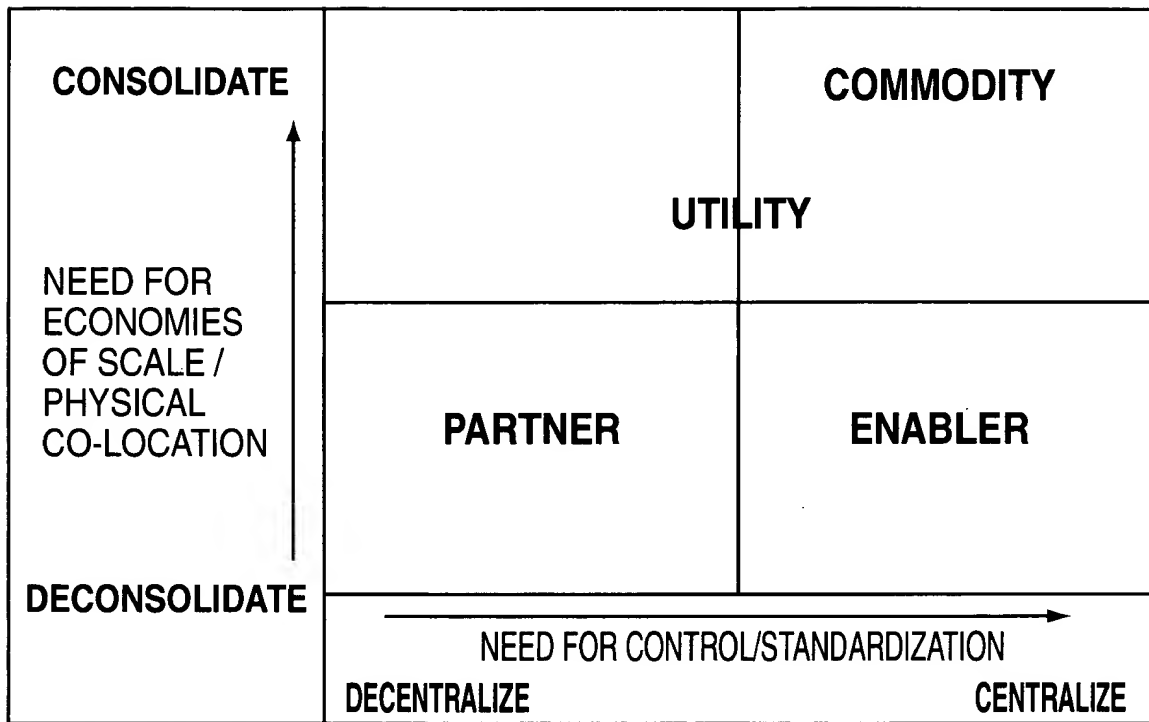 CONSOLIDATE
COMMODITY
UTILITY
NEED FOR
ECONOMIES
OF SCALE /
PHYSICAL
CO-LOCATION
PARTNER
ENABLER
DECONSOLIDATE
NEED FOR CONTROL/STANDARDIZATION
DECENTRALIZE
CENTRALIZE